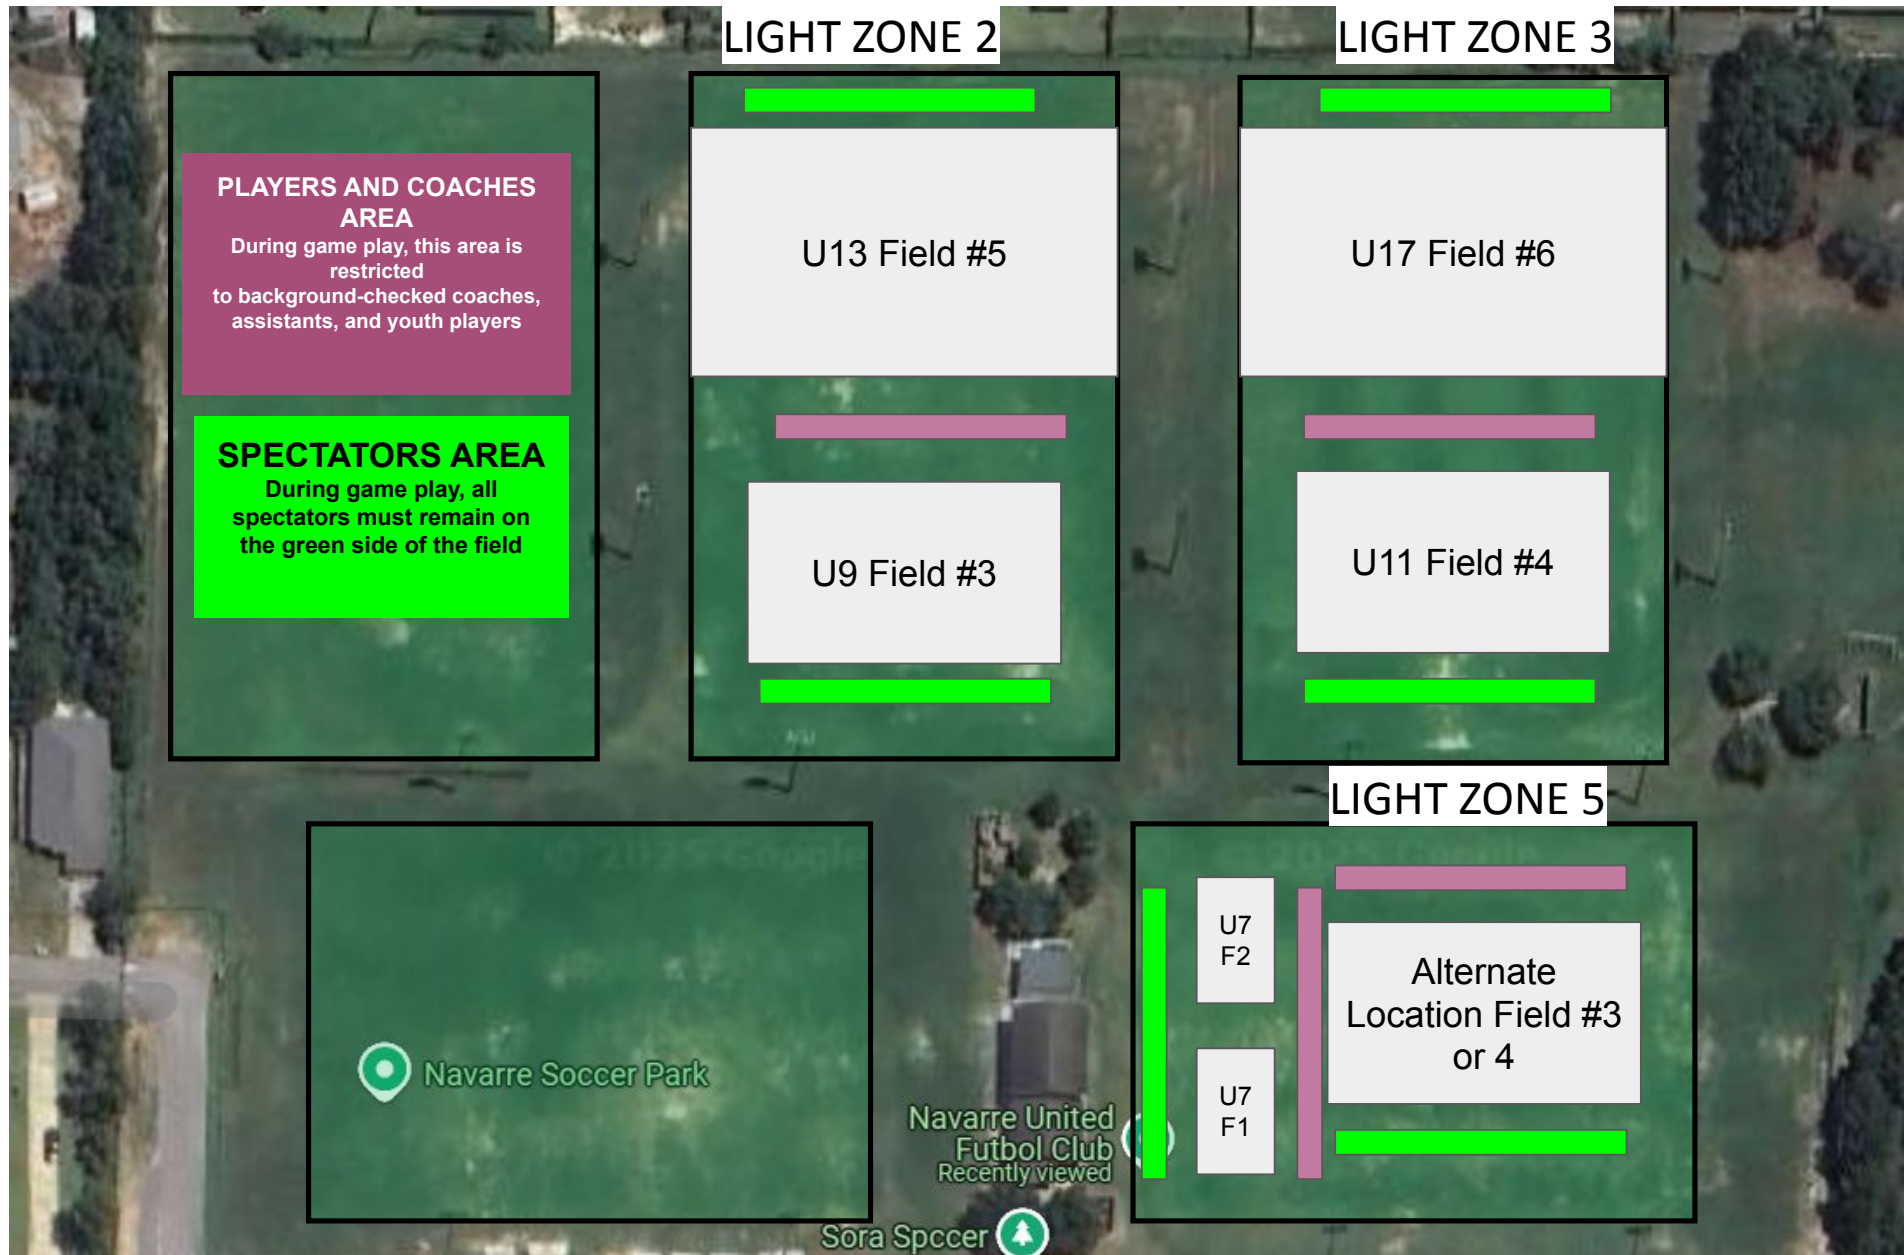 LIGHT ZONE 2
LIGHT ZONE 3
PLAYERS AND COACHES
AREA
During game play, this area is
restricted
to background-checked coaches,
assistants, and youth players
SPECTATORS AREA
During game play, all
spectators must remain on
the green side of the field
U13 Field #5
U17 Field #6
U9 Field #3
U11 Field #4
LIGHT ZONE 5
© 2025 Google
2025 Google
U7
F2
U7
F1
Alternate
Location Field #3
or 4
Navarre Soccer Park
Navarre United
Futbol Club
Recently viewed
Sora Spccer